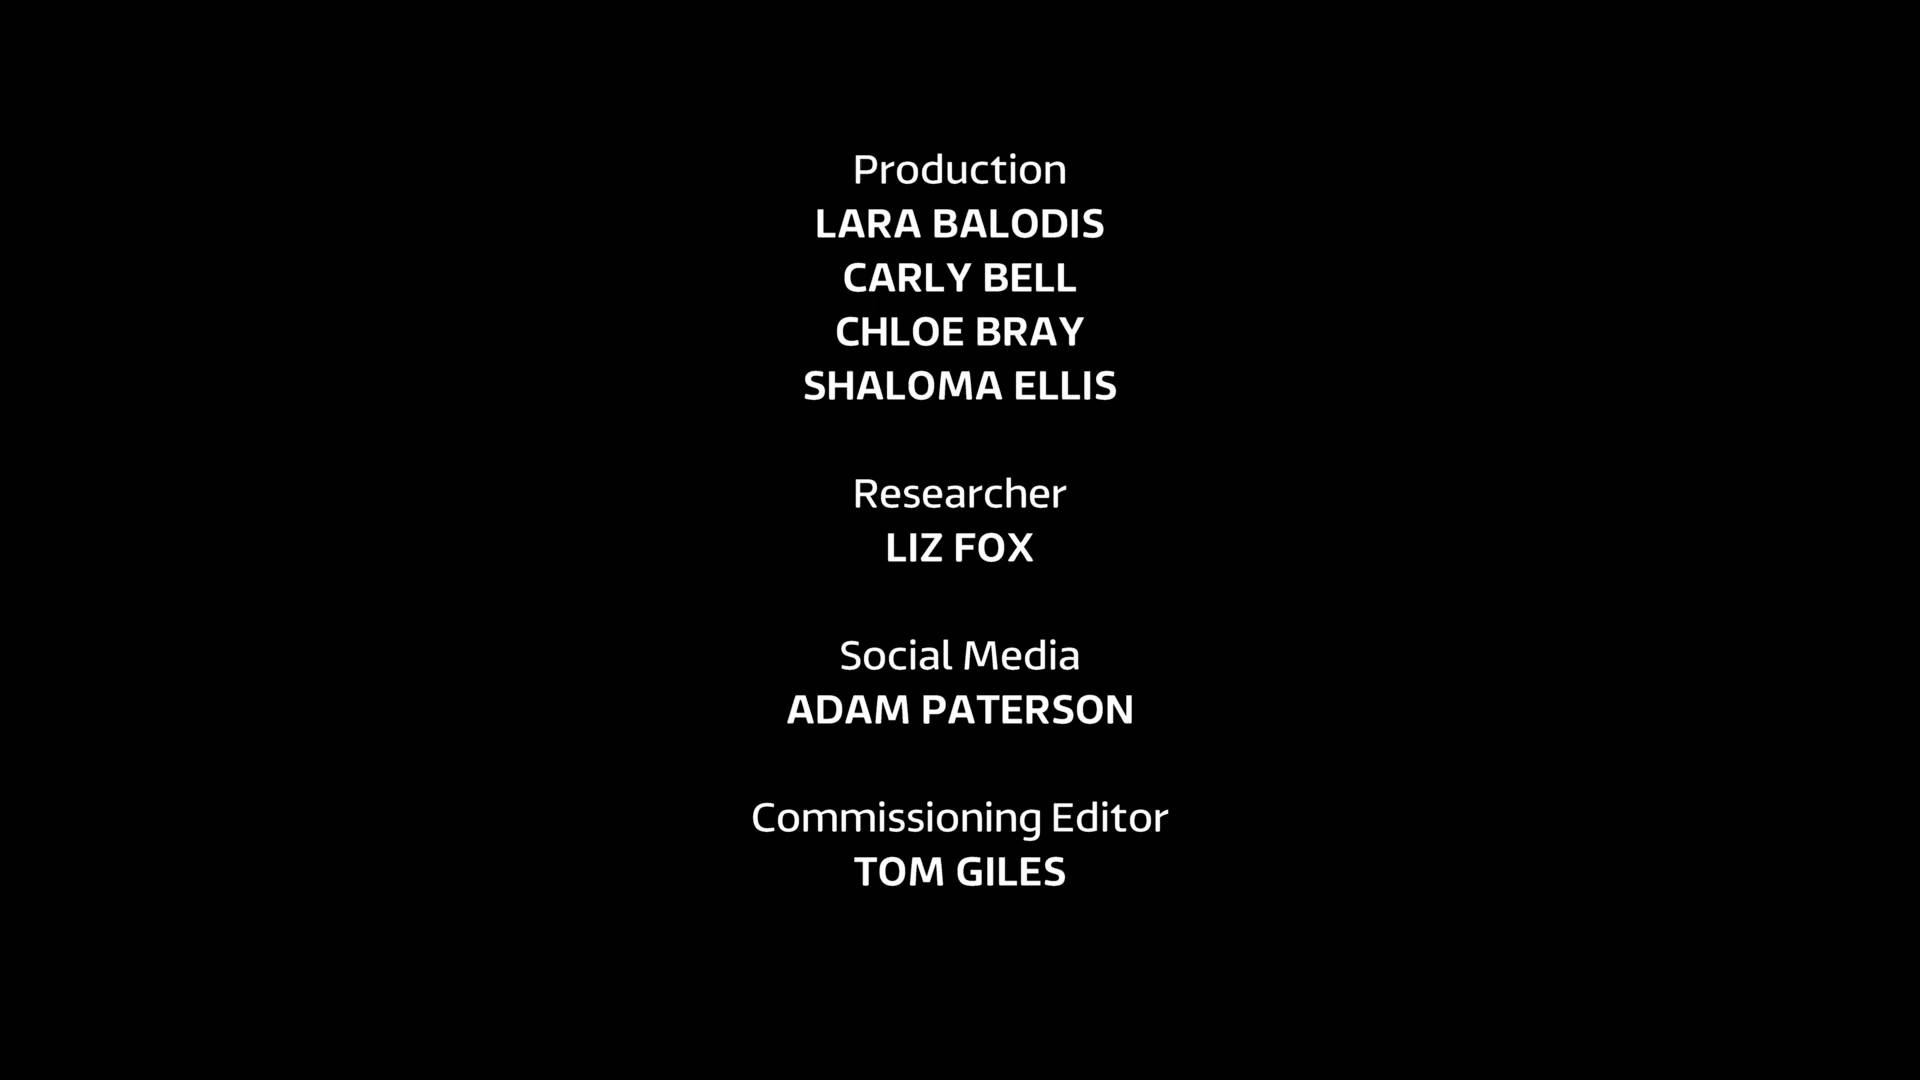 Production
LARA BALODIS
CARLY BELL
CHLOE BRAY
SHALOMA ELLIS
Researcher
LIZ FOX
Social Media
ADAM PATERSON
Commissioning Editor
TOM GILES